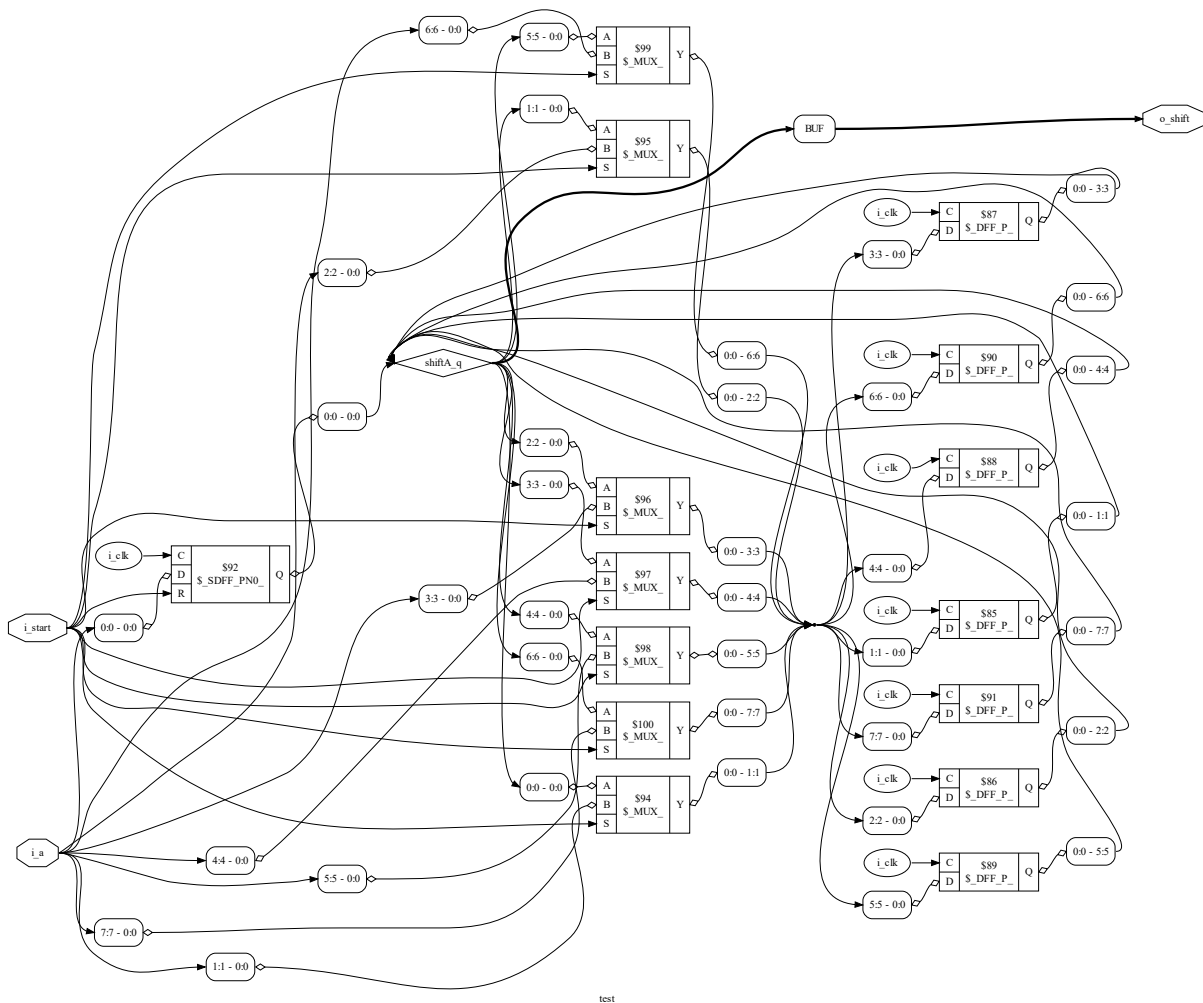 6:6 - 0:0
5:5 - 0:0
A
B
S
$99
$_MUX_
Y
1:1 - 0:0
A
B
S
$95
$_MUX_
Y
BUF
o_shift
0:0 - 3:3
i_clk
C
D
$87
$_DFF_P_
Q
3:3 - 0:0
2:2 - 0:0
0:0 - 6:6
shiftA_q
0:0 - 6:6
i_clk
C
D
$90
$_DFF_P_
Q
0:0 - 4:4
6:6 - 0:0
0:0 - 2:2
0:0 - 0:0
2:2 - 0:0
i_clk
C
D
$88
$_DFF_P_
Q
3:3 - 0:0
A
B
S
$96
$_MUX_
Y
0:0 - 1:1
i_clk
C
D
R
$92
$_SDFF_PN0_
Q
0:0 - 3:3
A
B
S
$97
$_MUX_
Y
0:0 - 4:4
4:4 - 0:0
3:3 - 0:0
4:4 - 0:0
i_clk
C
D
$85
$_DFF_P_
Q
i_start
0:0 - 0:0
0:0 - 7:7
A
B
S
$98
$_MUX_
Y
0:0 - 5:5
1:1 - 0:0
6:6 - 0:0
i_clk
C
D
$91
$_DFF_P_
Q
A
B
S
$100
$_MUX_
Y
0:0 - 7:7
7:7 - 0:0
0:0 - 2:2
0:0 - 1:1
i_clk
C
D
$86
$_DFF_P_
Q
0:0 - 0:0
A
B
S
$94
$_MUX_
Y
2:2 - 0:0
i_a
4:4 - 0:0
5:5 - 0:0
i_clk
C
D
$89
$_DFF_P_
Q
0:0 - 5:5
5:5 - 0:0
7:7 - 0:0
1:1 - 0:0
test